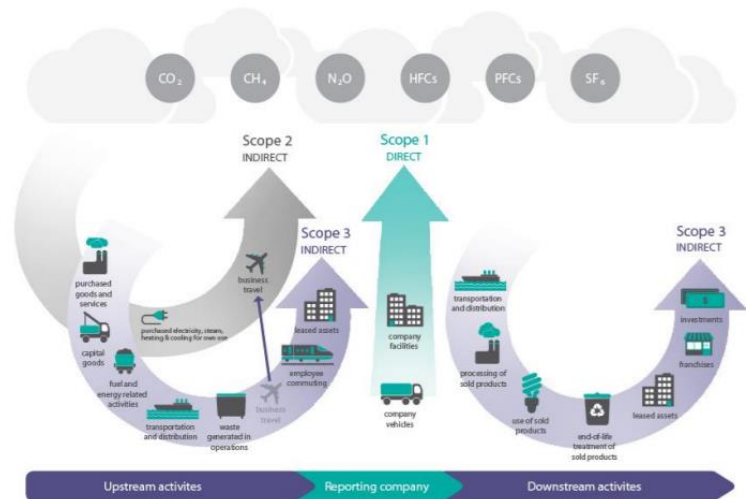 CO₂
CH₄
N₂O
HFCs
PFCs
SF₆
Scope 2
INDIRECT
Scope 1
DIRECT
Scope 3
INDIRECT
Scope 3
INDIRECT
purchased
goods and
services
capital
goods
fuel and
energy related
activities
transportation
and distribution
waste
generated in
operations
business
travel
business
travel
purchased electricity, steam,
heating & cooling for own use
employee
commuting
leased assets
company
facilities
company
vehicles
transportation
and distribution
processing of
sold products
use of sold
products
end-of-life
treatment of
sold products
leased assets
franchises
investments
Upstream activites
Reporting company
Downstream activites